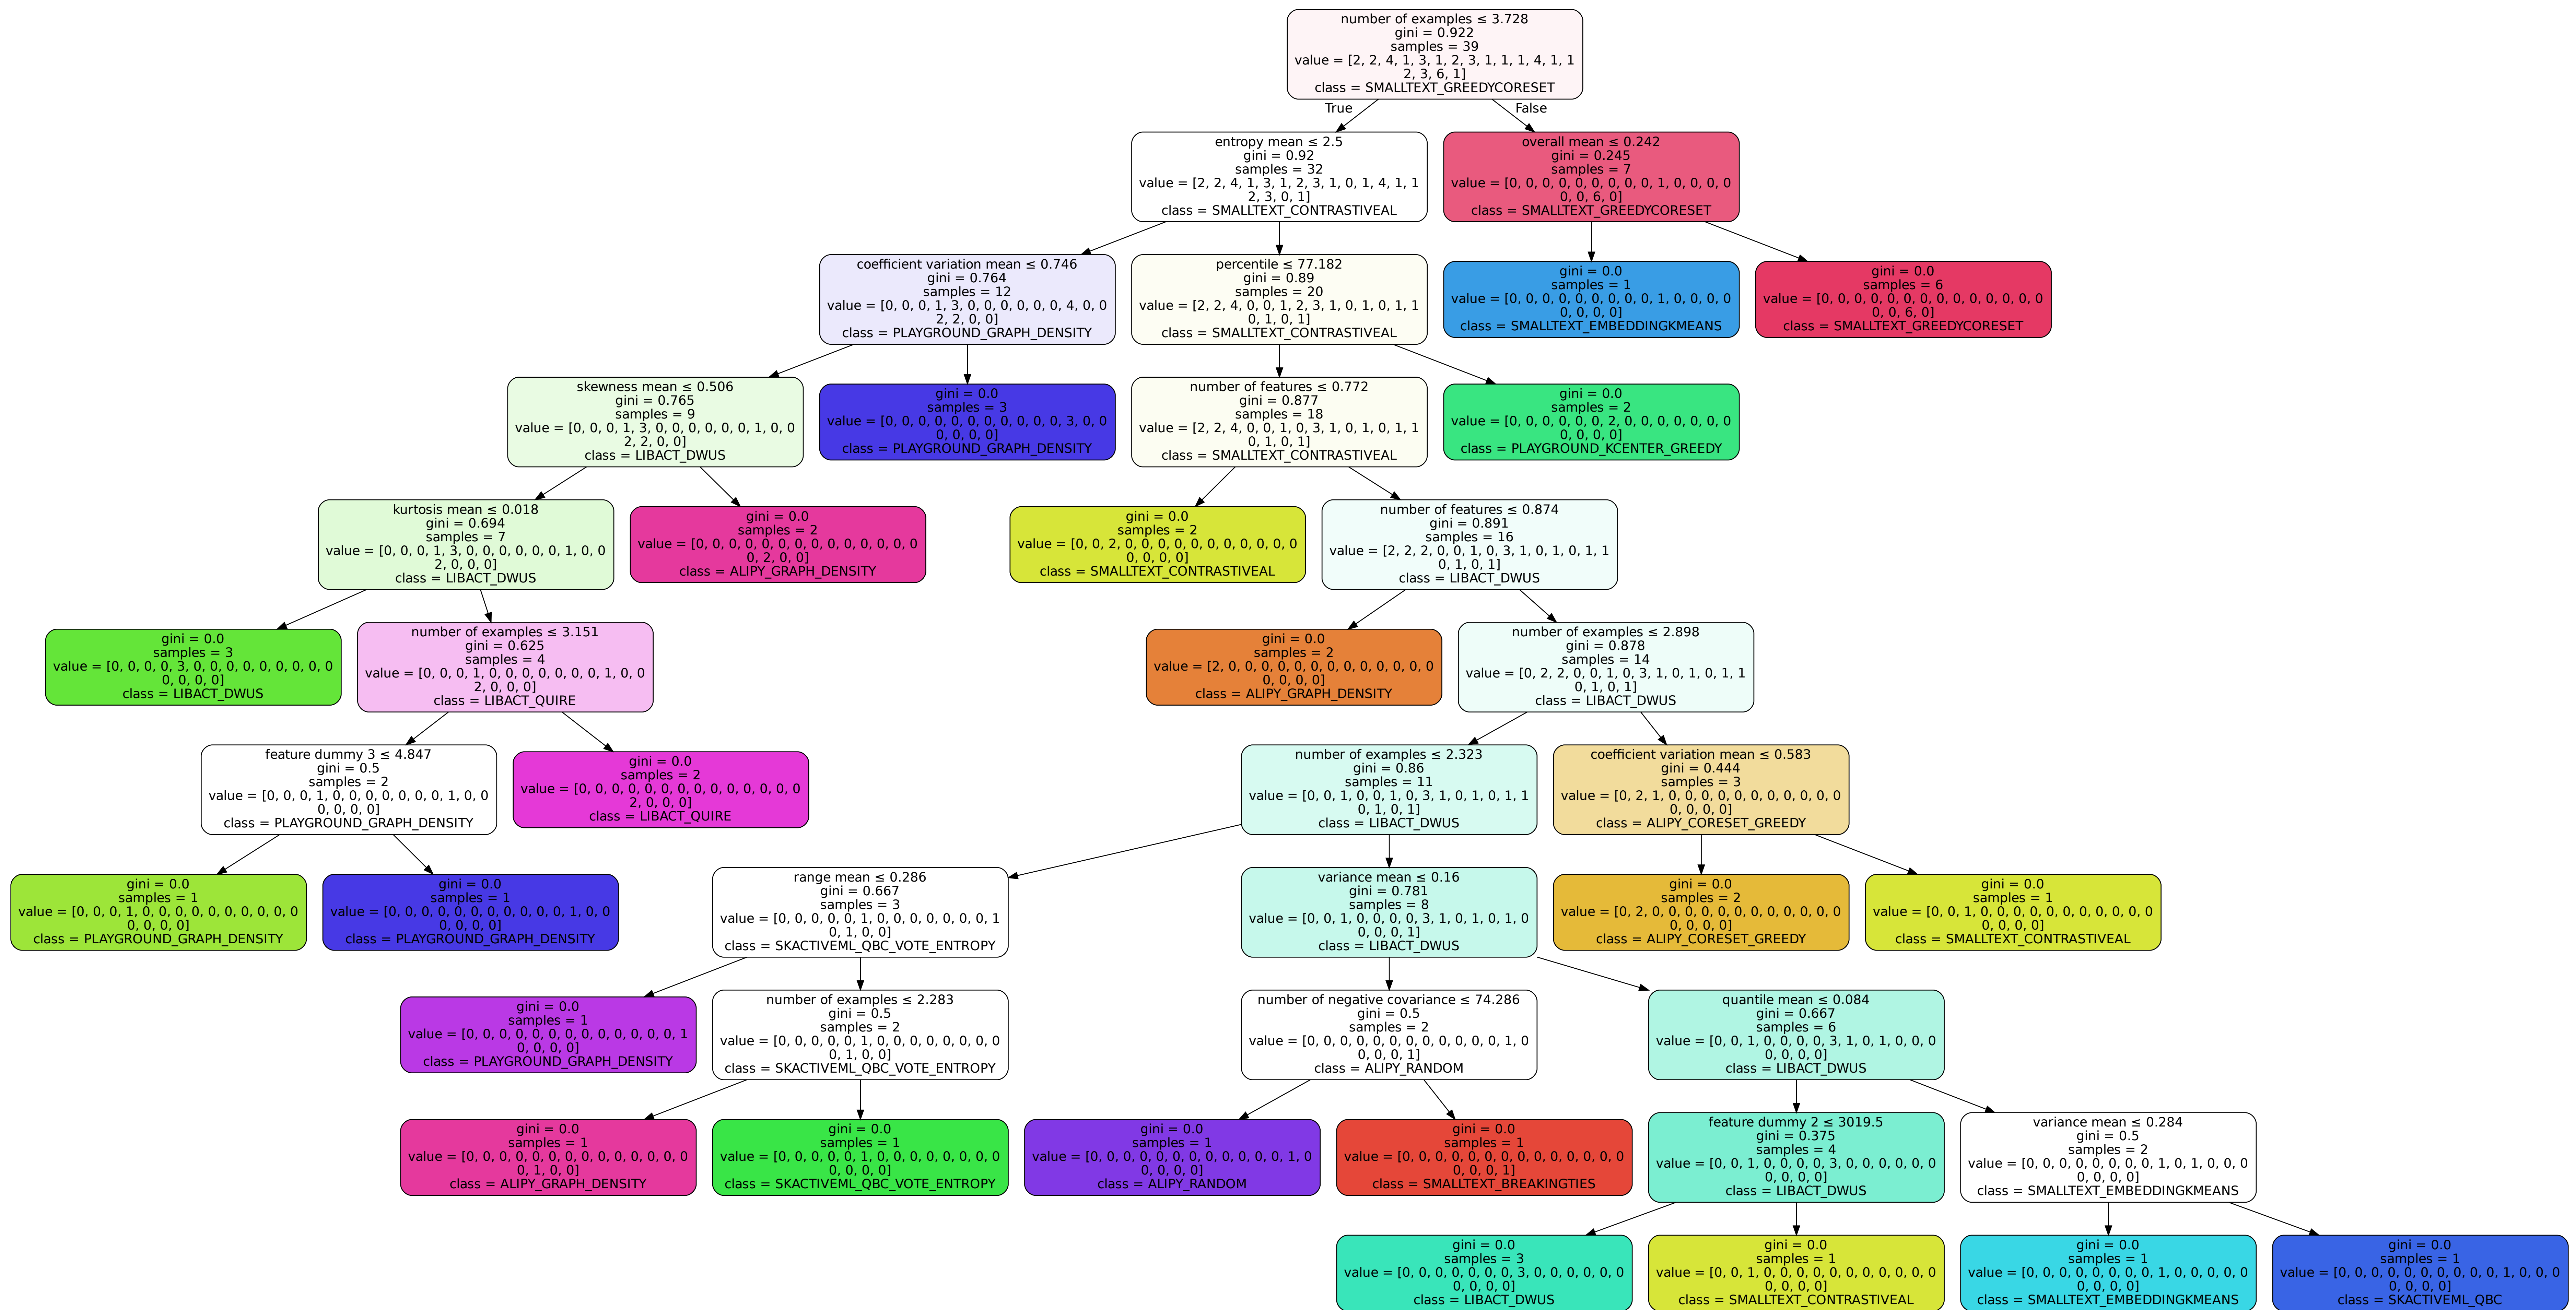 number of examples ≤ 3.728
gini = 0.922
samples = 39
value = [2, 2, 4, 1, 3, 1, 2, 3, 1, 1, 1, 4, 1, 1
2, 3, 6, 1]
class = SMALLTEXT_GREEDYCORESET
True
False
entropy mean ≤ 2.5
gini = 0.92
samples = 32
value = [2, 2, 4, 1, 3, 1, 2, 3, 1, 0, 1, 4, 1, 1
2, 3, 0, 1]
class = SMALLTEXT_CONTRASTIVEAL
overall mean ≤ 0.242
gini = 0.245
samples = 7
value = [0, 0, 0, 0, 0, 0, 0, 0, 0, 1, 0, 0, 0, 0
0, 0, 6, 0]
class = SMALLTEXT_GREEDYCORESET
coefficient variation mean ≤ 0.746
gini = 0.764
samples = 12
value = [0, 0, 0, 1, 3, 0, 0, 0, 0, 0, 0, 4, 0, 0
2, 2, 0, 0]
class = PLAYGROUND_GRAPH_DENSITY
percentile ≤ 77.182
gini = 0.89
samples = 20
value = [2, 2, 4, 0, 0, 1, 2, 3, 1, 0, 1, 0, 1, 1
0, 1, 0, 1]
class = SMALLTEXT_CONTRASTIVEAL
gini = 0.0
samples = 1
value = [0, 0, 0, 0, 0, 0, 0, 0, 0, 1, 0, 0, 0, 0
0, 0, 0, 0]
class = SMALLTEXT_EMBEDDINGKMEANS
gini = 0.0
samples = 6
value = [0, 0, 0, 0, 0, 0, 0, 0, 0, 0, 0, 0, 0, 0
0, 0, 6, 0]
class = SMALLTEXT_GREEDYCORESET
skewness mean ≤ 0.506
gini = 0.765
samples = 9
value = [0, 0, 0, 1, 3, 0, 0, 0, 0, 0, 0, 1, 0, 0
2, 2, 0, 0]
class = LIBACT_DWUS
gini = 0.0
samples = 3
value = [0, 0, 0, 0, 0, 0, 0, 0, 0, 0, 0, 3, 0, 0
0, 0, 0, 0]
class = PLAYGROUND_GRAPH_DENSITY
number of features ≤ 0.772
gini = 0.877
samples = 18
value = [2, 2, 4, 0, 0, 1, 0, 3, 1, 0, 1, 0, 1, 1
0, 1, 0, 1]
class = SMALLTEXT_CONTRASTIVEAL
gini = 0.0
samples = 2
value = [0, 0, 0, 0, 0, 0, 2, 0, 0, 0, 0, 0, 0, 0
0, 0, 0, 0]
class = PLAYGROUND_KCENTER_GREEDY
kurtosis mean ≤ 0.018
gini = 0.694
samples = 7
value = [0, 0, 0, 1, 3, 0, 0, 0, 0, 0, 0, 1, 0, 0
2, 0, 0, 0]
class = LIBACT_DWUS
gini = 0.0
samples = 2
value = [0, 0, 0, 0, 0, 0, 0, 0, 0, 0, 0, 0, 0, 0
0, 2, 0, 0]
class = ALIPY_GRAPH_DENSITY
gini = 0.0
samples = 2
value = [0, 0, 2, 0, 0, 0, 0, 0, 0, 0, 0, 0, 0, 0
0, 0, 0, 0]
class = SMALLTEXT_CONTRASTIVEAL
number of features ≤ 0.874
gini = 0.891
samples = 16
value = [2, 2, 2, 0, 0, 1, 0, 3, 1, 0, 1, 0, 1, 1
0, 1, 0, 1]
class = LIBACT_DWUS
gini = 0.0
samples = 3
value = [0, 0, 0, 0, 3, 0, 0, 0, 0, 0, 0, 0, 0, 0
0, 0, 0, 0]
class = LIBACT_DWUS
number of examples ≤ 3.151
gini = 0.625
samples = 4
value = [0, 0, 0, 1, 0, 0, 0, 0, 0, 0, 0, 1, 0, 0
2, 0, 0, 0]
class = LIBACT_QUIRE
gini = 0.0
samples = 2
value = [2, 0, 0, 0, 0, 0, 0, 0, 0, 0, 0, 0, 0, 0
0, 0, 0, 0]
class = ALIPY_GRAPH_DENSITY
number of examples ≤ 2.898
gini = 0.878
samples = 14
value = [0, 2, 2, 0, 0, 1, 0, 3, 1, 0, 1, 0, 1, 1
0, 1, 0, 1]
class = LIBACT_DWUS
feature dummy 3 ≤ 4.847
gini = 0.5
samples = 2
value = [0, 0, 0, 1, 0, 0, 0, 0, 0, 0, 0, 1, 0, 0
0, 0, 0, 0]
class = PLAYGROUND_GRAPH_DENSITY
gini = 0.0
samples = 2
value = [0, 0, 0, 0, 0, 0, 0, 0, 0, 0, 0, 0, 0, 0
2, 0, 0, 0]
class = LIBACT_QUIRE
number of examples ≤ 2.323
gini = 0.86
samples = 11
value = [0, 0, 1, 0, 0, 1, 0, 3, 1, 0, 1, 0, 1, 1
0, 1, 0, 1]
class = LIBACT_DWUS
coefficient variation mean ≤ 0.583
gini = 0.444
samples = 3
value = [0, 2, 1, 0, 0, 0, 0, 0, 0, 0, 0, 0, 0, 0
0, 0, 0, 0]
class = ALIPY_CORESET_GREEDY
gini = 0.0
samples = 1
value = [0, 0, 0, 1, 0, 0, 0, 0, 0, 0, 0, 0, 0, 0
0, 0, 0, 0]
class = PLAYGROUND_GRAPH_DENSITY
gini = 0.0
samples = 1
value = [0, 0, 0, 0, 0, 0, 0, 0, 0, 0, 0, 1, 0, 0
0, 0, 0, 0]
class = PLAYGROUND_GRAPH_DENSITY
range mean ≤ 0.286
gini = 0.667
samples = 3
value = [0, 0, 0, 0, 0, 1, 0, 0, 0, 0, 0, 0, 0, 1
0, 1, 0, 0]
class = SKACTIVEML_QBC_VOTE_ENTROPY
variance mean ≤ 0.16
gini = 0.781
samples = 8
value = [0, 0, 1, 0, 0, 0, 0, 3, 1, 0, 1, 0, 1, 0
0, 0, 0, 1]
class = LIBACT_DWUS
gini = 0.0
samples = 2
value = [0, 2, 0, 0, 0, 0, 0, 0, 0, 0, 0, 0, 0, 0
0, 0, 0, 0]
class = ALIPY_CORESET_GREEDY
gini = 0.0
samples = 1
value = [0, 0, 1, 0, 0, 0, 0, 0, 0, 0, 0, 0, 0, 0
0, 0, 0, 0]
class = SMALLTEXT_CONTRASTIVEAL
gini = 0.0
samples = 1
value = [0, 0, 0, 0, 0, 0, 0, 0, 0, 0, 0, 0, 0, 1
0, 0, 0, 0]
class = PLAYGROUND_GRAPH_DENSITY
number of examples ≤ 2.283
gini = 0.5
samples = 2
value = [0, 0, 0, 0, 0, 1, 0, 0, 0, 0, 0, 0, 0, 0
0, 1, 0, 0]
class = SKACTIVEML_QBC_VOTE_ENTROPY
number of negative covariance ≤ 74.286
gini = 0.5
samples = 2
value = [0, 0, 0, 0, 0, 0, 0, 0, 0, 0, 0, 0, 1, 0
0, 0, 0, 1]
class = ALIPY_RANDOM
quantile mean ≤ 0.084
gini = 0.667
samples = 6
value = [0, 0, 1, 0, 0, 0, 0, 3, 1, 0, 1, 0, 0, 0
0, 0, 0, 0]
class = LIBACT_DWUS
gini = 0.0
samples = 1
value = [0, 0, 0, 0, 0, 0, 0, 0, 0, 0, 0, 0, 0, 0
0, 1, 0, 0]
class = ALIPY_GRAPH_DENSITY
gini = 0.0
samples = 1
value = [0, 0, 0, 0, 0, 1, 0, 0, 0, 0, 0, 0, 0, 0
0, 0, 0, 0]
class = SKACTIVEML_QBC_VOTE_ENTROPY
gini = 0.0
samples = 1
value = [0, 0, 0, 0, 0, 0, 0, 0, 0, 0, 0, 0, 1, 0
0, 0, 0, 0]
class = ALIPY_RANDOM
gini = 0.0
samples = 1
value = [0, 0, 0, 0, 0, 0, 0, 0, 0, 0, 0, 0, 0, 0
0, 0, 0, 1]
class = SMALLTEXT_BREAKINGTIES
feature dummy 2 ≤ 3019.5
gini = 0.375
samples = 4
value = [0, 0, 1, 0, 0, 0, 0, 3, 0, 0, 0, 0, 0, 0
0, 0, 0, 0]
class = LIBACT_DWUS
variance mean ≤ 0.284
gini = 0.5
samples = 2
value = [0, 0, 0, 0, 0, 0, 0, 0, 1, 0, 1, 0, 0, 0
0, 0, 0, 0]
class = SMALLTEXT_EMBEDDINGKMEANS
gini = 0.0
samples = 3
value = [0, 0, 0, 0, 0, 0, 0, 3, 0, 0, 0, 0, 0, 0
0, 0, 0, 0]
class = LIBACT_DWUS
gini = 0.0
samples = 1
value = [0, 0, 1, 0, 0, 0, 0, 0, 0, 0, 0, 0, 0, 0
0, 0, 0, 0]
class = SMALLTEXT_CONTRASTIVEAL
gini = 0.0
samples = 1
value = [0, 0, 0, 0, 0, 0, 0, 0, 1, 0, 0, 0, 0, 0
0, 0, 0, 0]
class = SMALLTEXT_EMBEDDINGKMEANS
gini = 0.0
samples = 1
value = [0, 0, 0, 0, 0, 0, 0, 0, 0, 0, 1, 0, 0, 0
0, 0, 0, 0]
class = SKACTIVEML_QBC